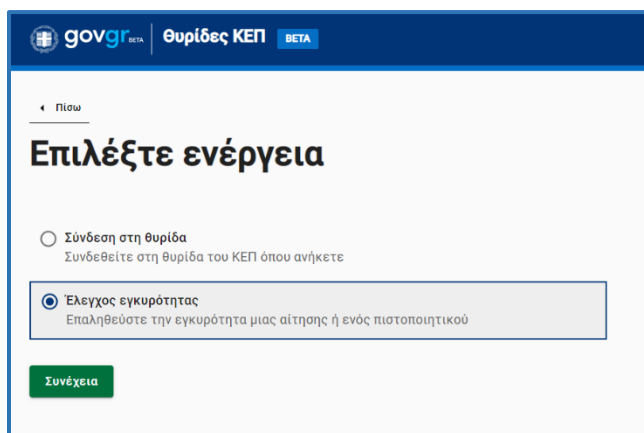 govgr BETA Θυρίδες ΚΕΠ BETA
Πίσω
Επιλέξτε ενέργεια
Σύνδεση στη θυρίδα
Συνδεθείτε στη θυρίδα του ΚΕΠ όπου ανήκετε
Έλεγχος εγκυρότητας
Επαληθεύστε την εγκυρότητα μιας αίτησης ή ενός πιστοποιητικού
Συνέχεια